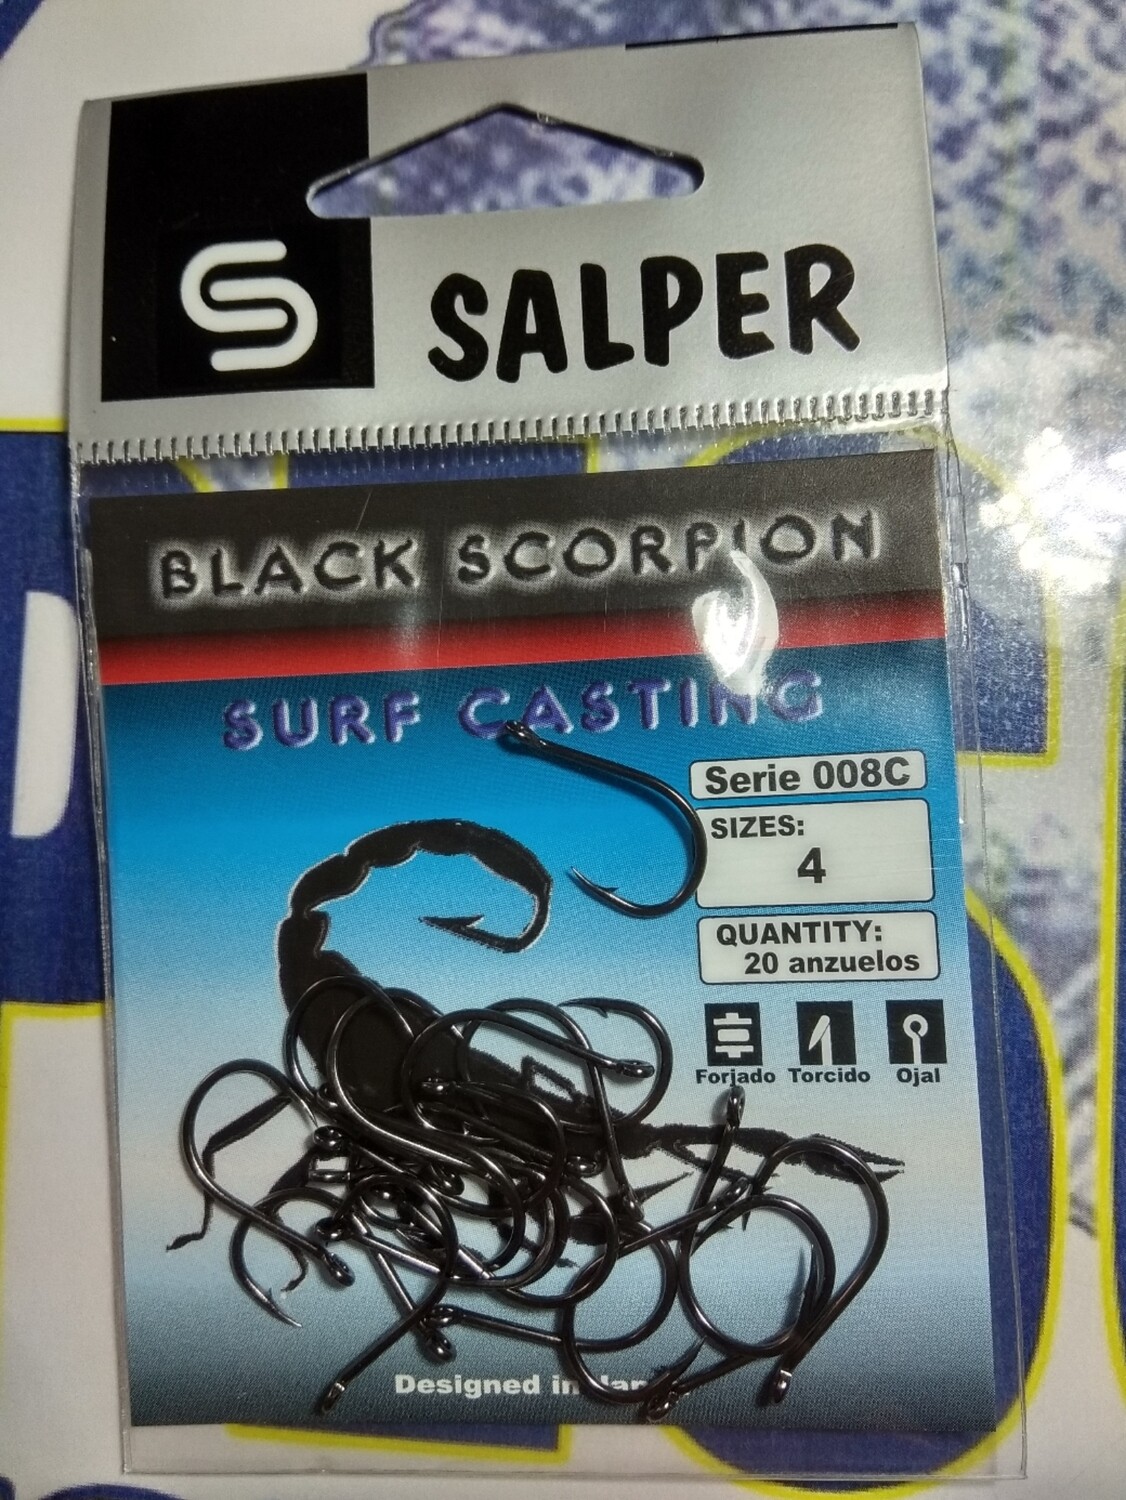 SALPER
BLACK SCORPION
SURF CASTING
Serie 008C
SIZES:
4
QUANTITY:
20 anzuelos
Forjado Torcido Ojal
Designed in